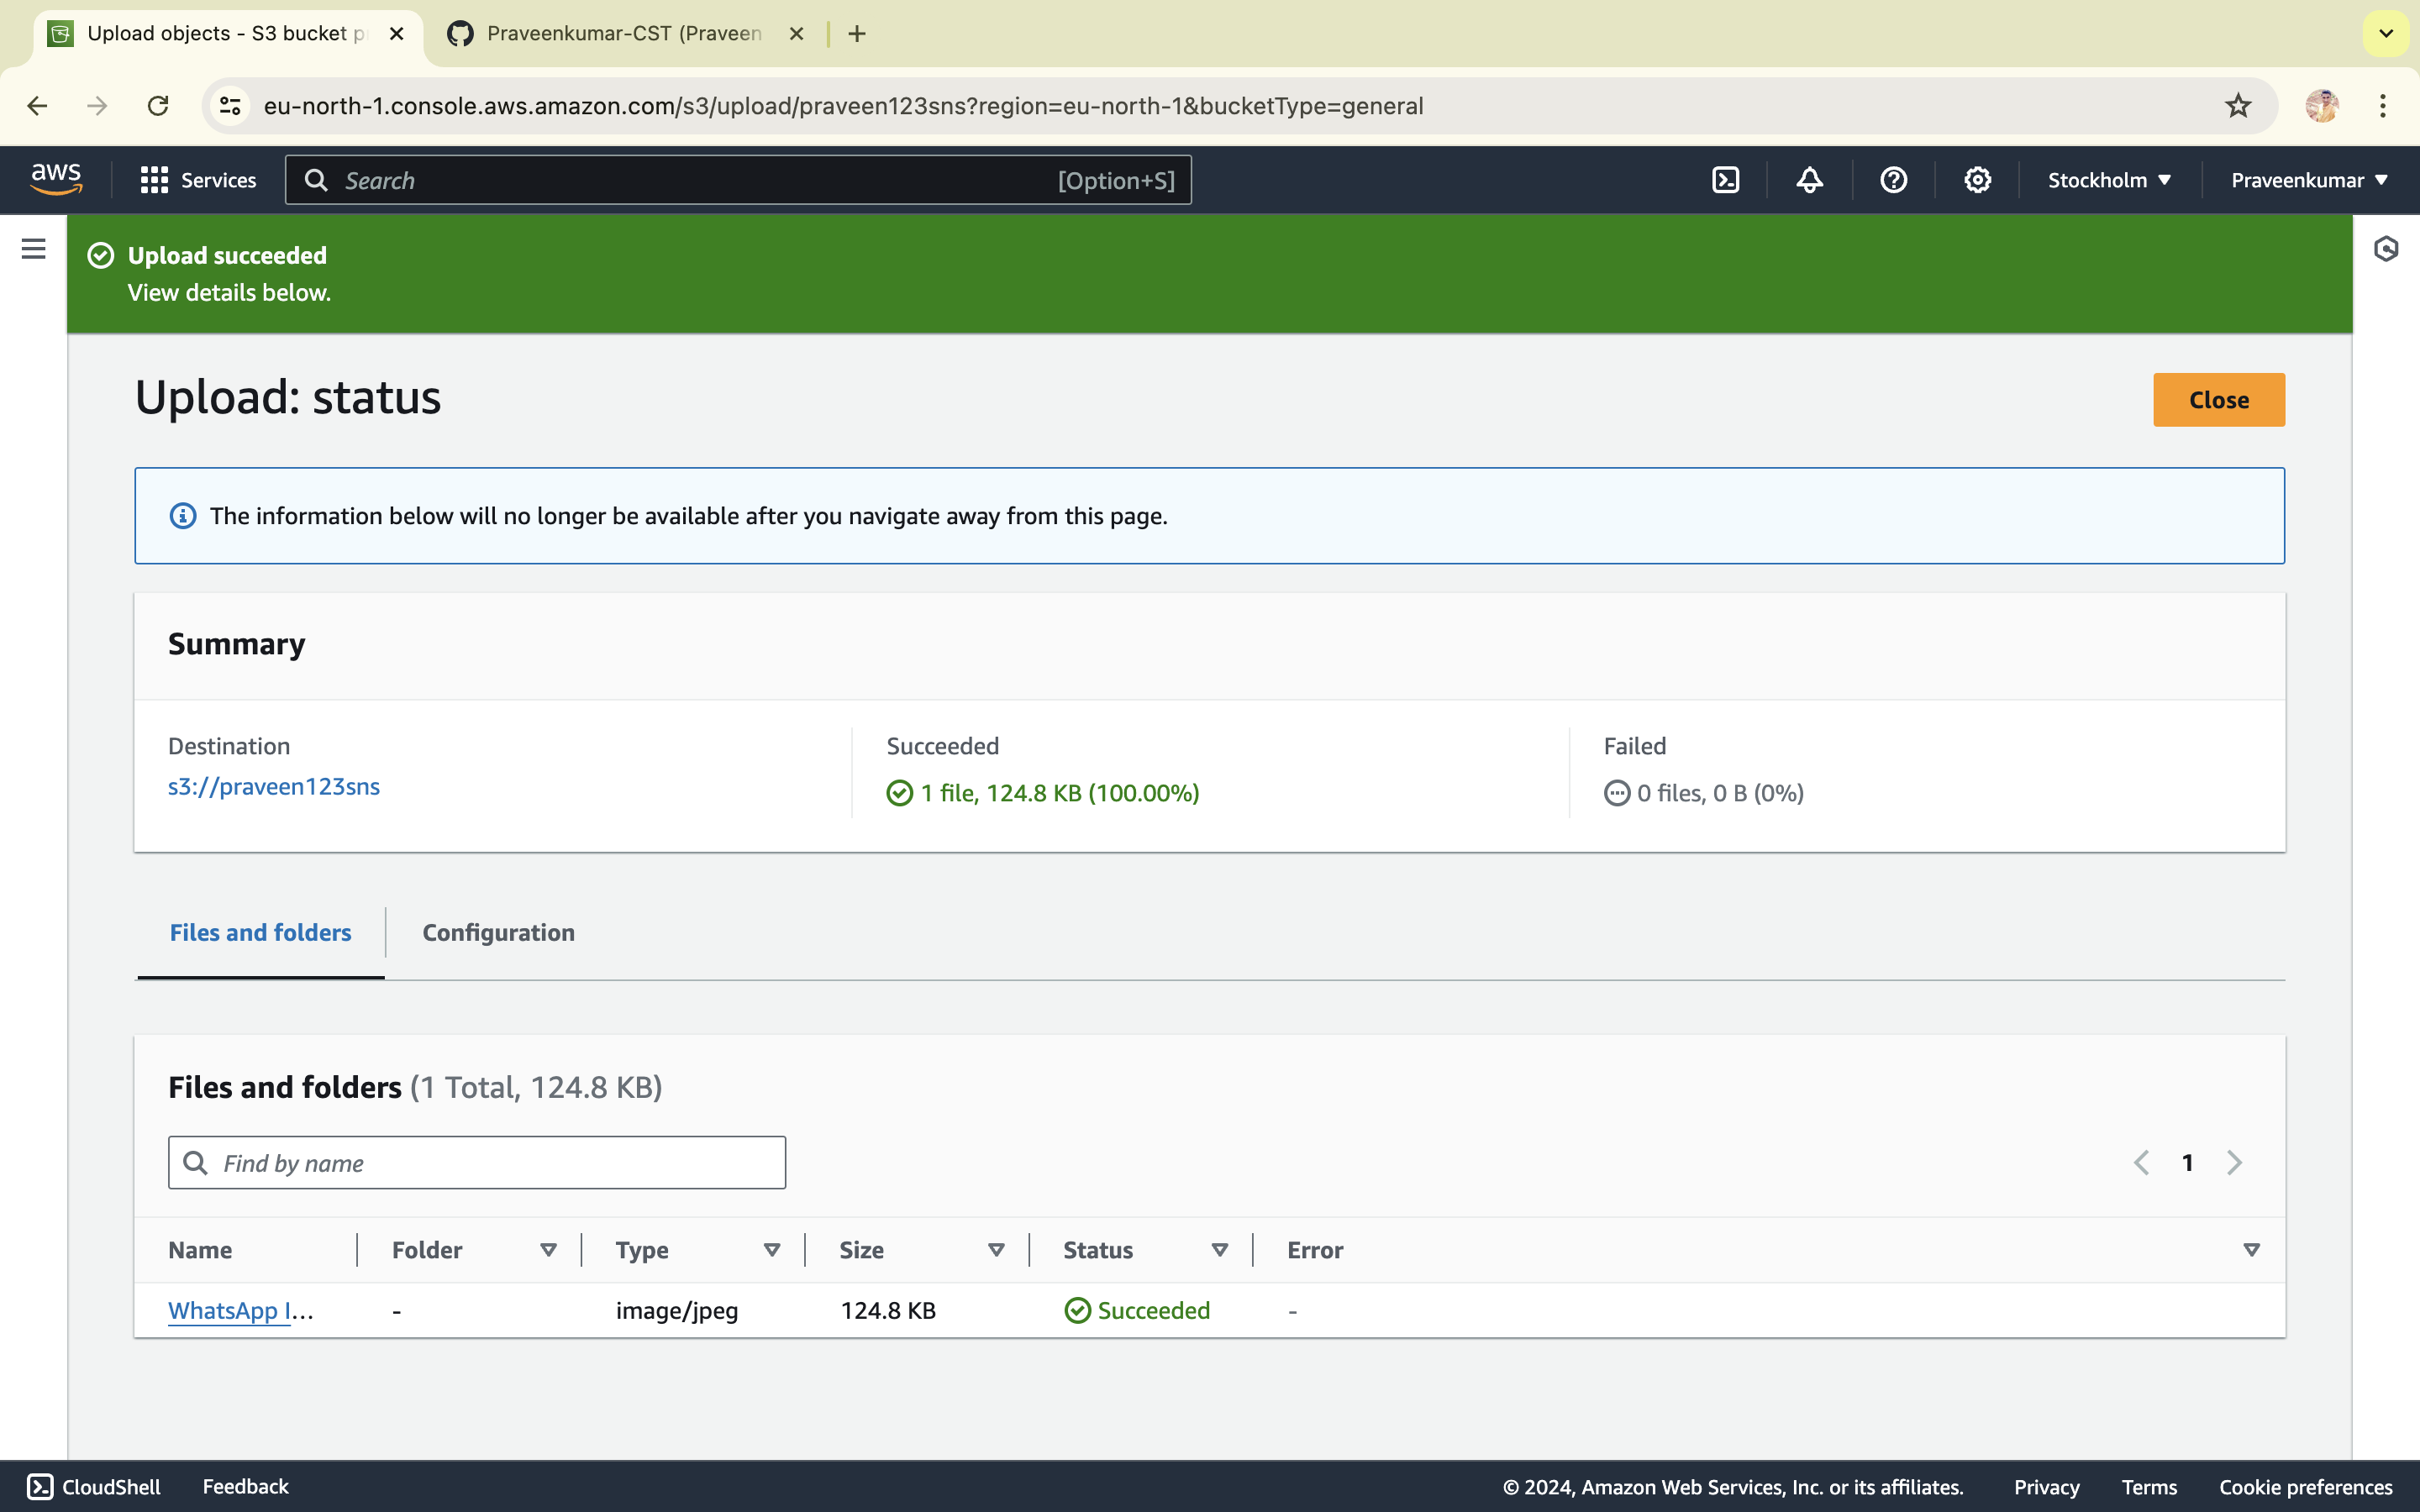 Upload objects - S3 bucket p
Praveenkumar-CST (Praveen
eu-north-1.console.aws.amazon.com/s3/upload/praveen123sns?region=eu-north-1&bucketType=general
aws Services Search [Option+S] Stockholm Praveenkumar
Upload succeeded
View details below.
Upload: status
Close
The information below will no longer be available after you navigate away from this page.
Summary
Destination
s3://praveen123sns
Succeeded
1 file, 124.8 KB (100.00%)
Failed
0 files, 0 B (0%)
Files and folders Configuration
Files and folders (1 Total, 124.8 KB)
Find by name
1
Name Folder Type Size Status Error
WhatsApp I... - image/jpeg 124.8 KB Succeeded -
CloudShell Feedback © 2024, Amazon Web Services, Inc. or its affiliates. Privacy Terms Cookie preferences